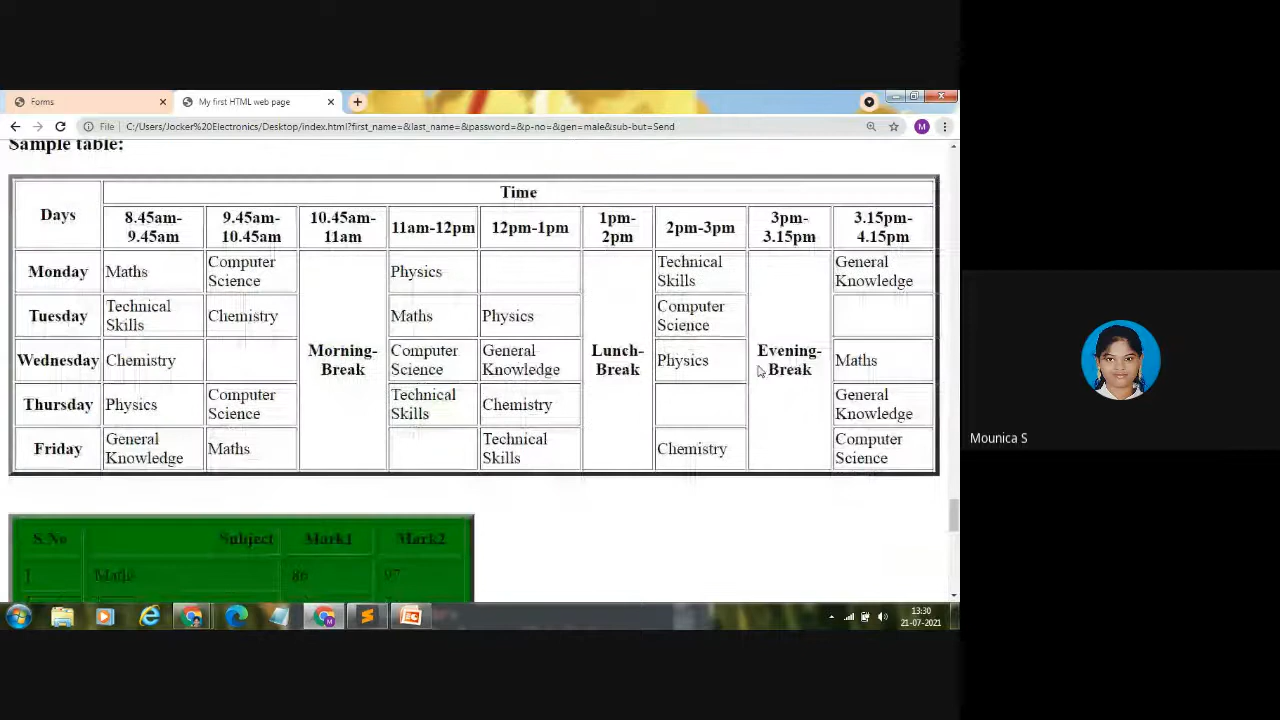 Forms
My first HTML web page
File
C:/Users/Jocker%20Electronics/Desktop/index.html?first_name=&last_name=&password=&p-no=&gen=male&sub-but=Send
M
Sample table:
Days
Time
8.45am-
9.45am
9.45am-
10.45am
10.45am-
11am
11am-12pm
12pm-1pm
1pm-
2pm
2pm-3pm
3pm-
3.15pm
3.15pm-
4.15pm
Monday
Maths
Computer
Science
Morning-
Break
Physics
Lunch-
Break
Technical
Skills
Evening-
Break
General
Knowledge
Tuesday
Technical
Skills
Chemistry
Maths
Physics
Computer
Science
Wednesday
Chemistry
Computer
Science
General
Knowledge
Physics
Maths
Thursday
Physics
Computer
Science
Technical
Skills
Chemistry
General
Knowledge
Friday
General
Knowledge
Maths
Technical
Skills
Chemistry
Computer
Science
S.No
Subject
Mark1
Mark2
1
Maths
86
97
13:30
21-07-2021
Mounica S